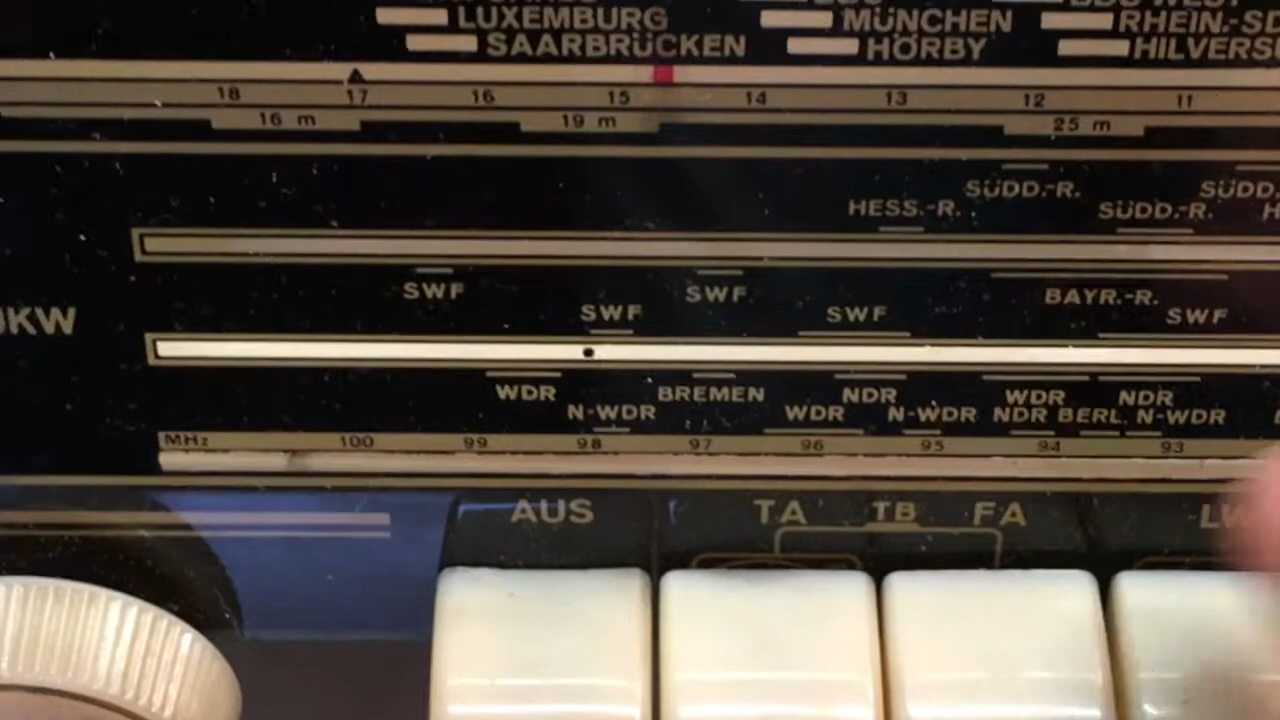 LUXEMBURG MÜNCHEN RHEIN.-SD
SAARBRÜCKEN HÖRBY HILVERS
18 17 16 15 14 13 12 11
16 m 19 m 25 m
SÜDD.-R. SÜDD.
HESS.-R. SÜDD.-R. H
SWF SWF BAYR.-R.
SWF SWF SWF
UKW
WDR BREMEN NDR WDR NDR
N-WDR WDR N-WDR NDR BERL. N-WDR
MHz 100 99 98 97 96 95 94 93
AUS TA TB FA LW